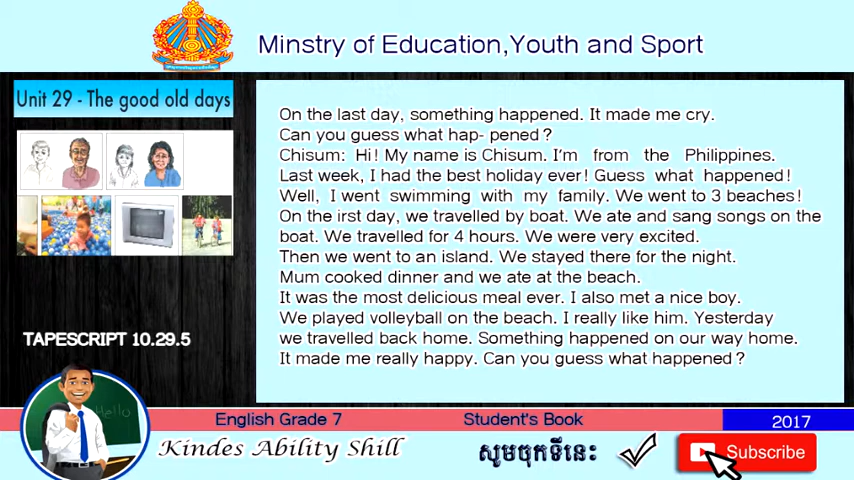 Minstry of Education,Youth and Sport
Unit 29 - The good old days
On the last day, something happened. It made me cry.
Can you guess what hap- pened?
Chisum: Hi! My name is Chisum. I'm from the Philippines.
Last week, I had the best holiday ever! Guess what happened!
Well, I went swimming with my family. We went to 3 beaches!
On the irst day, we travelled by boat. We ate and sang songs on the
boat. We travelled for 4 hours. We were very excited.
Then we went to an island. We stayed there for the night.
Mum cooked dinner and we ate at the beach.
It was the most delicious meal ever. I also met a nice boy.
We played volleyball on the beach. I really like him. Yesterday
we travelled back home. Something happened on our way home.
It made me really happy. Can you guess what happened?
TAPESCRIPT 10.29.5
Hello
English Grade 7 Student's Book 2017
Kindes Ability Shill
សូមចុកទីនេះ
Subscribe